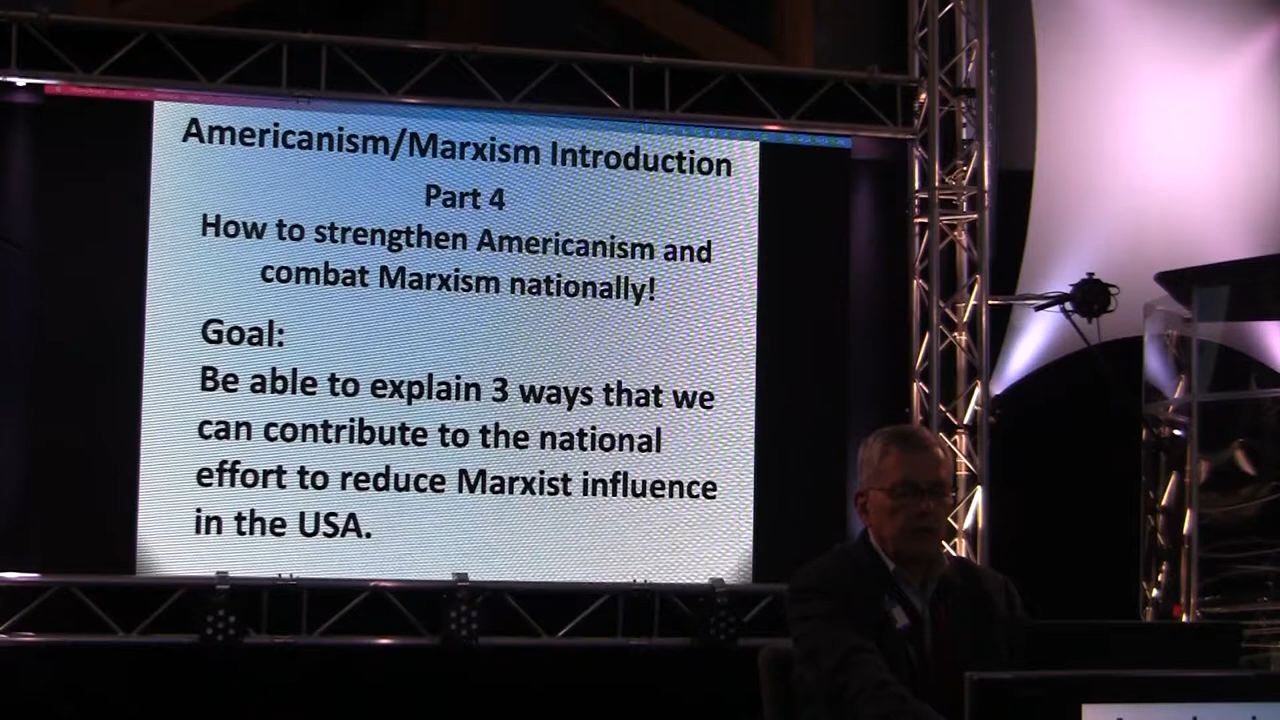 Americanism/Marxism Introduction
Part 4
How to strengthen Americanism and
combat Marxism nationally!
Goal:
Be able to explain 3 ways that we
can contribute to the national
effort to reduce Marxist influence
in the USA.